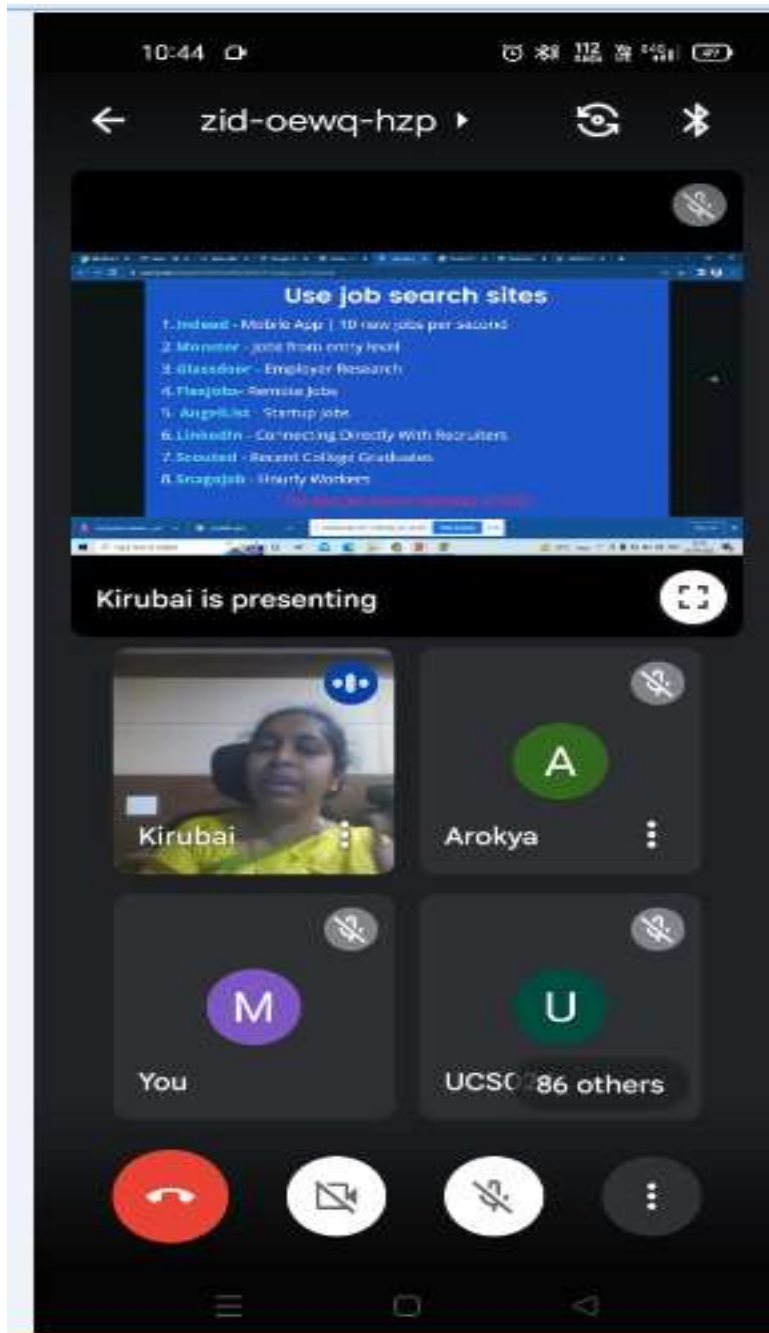 10:44
112
zid-oewq-hzp
Use job search sites
1. Indeed - Mobile App | 10 new jobs per second
2. Monster - Jobs from entry level
3. Glassdoor - Employer Research
4. FlexJobs- Remote Jobs
5. AngelList - Startup Jobs
6. LinkedIn - Connecting Directly With Recruiters
7. Scouted - Recent College Graduates
8. Snagajob - Hourly Workers
Kirubai is presenting
Kirubai
A
Arokya
M
You
U
86 others